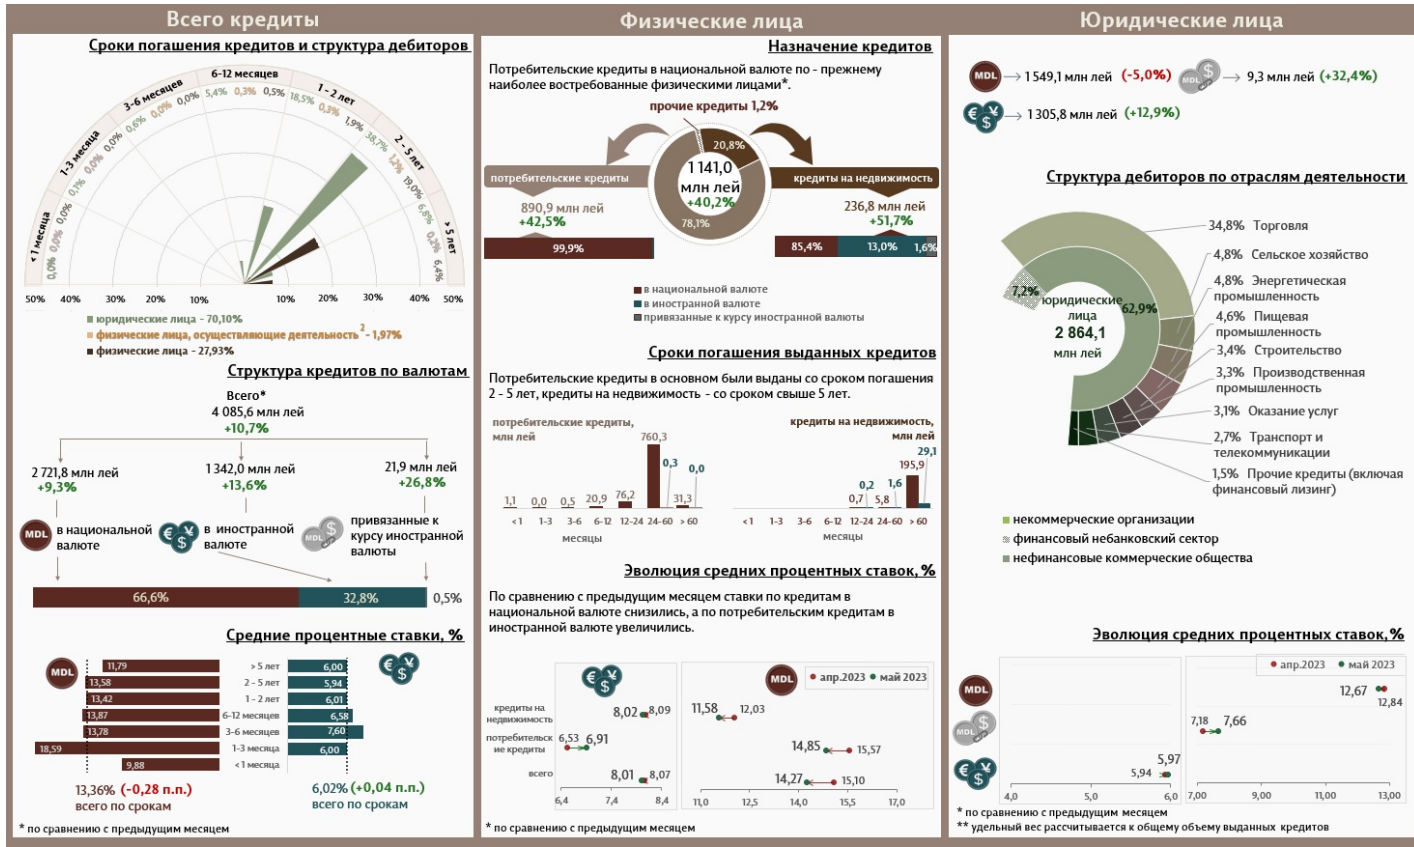 Всего кредиты
Сроки погашения кредитов и структура дебиторов
< 1 месяца
1-3 месяца
3-6 месяцев
6-12 месяцев
1 - 2 лет
2 - 5 лет
> 5 лет
0,0%
0,0%
0,0%
0,1%
0,0%
0,0%
0,6%
0,0%
0,0%
5,4%
0,3%
0,5%
18,5%
0,3%
1,9%
38,7%
1,2%
19,0%
6,8%
0,2%
6,4%
50% 40% 30% 20% 10% 10% 20% 30% 40% 50%
юридические лица - 70,10%
физические лица, осуществляющие деятельность 2 - 1,97%
физические лица - 27,93%
Структура кредитов по валютам
Всего*
4 085,6 млн лей
+10,7%
2 721,8 млн лей
+9,3%
1 342,0 млн лей
+13,6%
21,9 млн лей
+26,8%
MDL
в национальной
валюте
€ ¥
$
в иностранной
валюте
MDL $
привязанные к
курсу иностранной
валюты
66,6% 32,8% 0,5%
Средние процентные ставки, %
MDL
€ ¥
$
11,79 > 5 лет 6,00
13,58 2 - 5 лет 5,94
13,42 1 - 2 лет 6,01
13,87 6-12 месяцев 6,58
13,78 3-6 месяцев 7,60
18,59 1-3 месяца 6,00
9,88 < 1 месяца
13,36% (-0,28 п.п.)
всего по срокам
6,02% (+0,04 п.п.)
всего по срокам
* по сравнению с предыдущим месяцем
Физические лица
Назначение кредитов
Потребительские кредиты в национальной валюте по - прежнему
наиболее востребованные физическими лицами*.
прочие кредиты 1,2%
20,8%
1 141,0
млн лей
+40,2%
78,1%
потребительские кредиты
890,9 млн лей
+42,5%
99,9%
кредиты на недвижимость
236,8 млн лей
+51,7%
85,4% 13,0% 1,6%
в национальной валюте
в иностранной валюте
привязанные к курсу иностранной валюты
Сроки погашения выданных кредитов
Потребительские кредиты в основном были выданы со сроком погашения
2 - 5 лет, кредиты на недвижимость - со сроком свыше 5 лет.
потребительские кредиты,
млн лей
1,1 0,0 0,5 20,9 76,2 760,3 0,3 31,3 0,0
< 1 1-3 3-6 6-12 12-24 24-60 > 60
месяцы
кредиты на недвижимость,
млн лей
0,7 0,2 5,8 1,6 195,9 29,1
< 1 1-3 3-6 6-12 12-24 24-60 > 60
месяцы
Эволюция средних процентных ставок, %
По сравнению с предыдущим месяцем ставки по кредитам в
национальной валюте снизились, а по потребительским кредитам в
иностранной валюте увеличились.
€ ¥
$
MDL
апр.2023 май 2023
кредиты на
недвижимость
8,02 8,09
11,58 12,03
потребительск
ие кредиты
6,53 6,91
14,85 15,57
всего
8,01 8,07
14,27 15,10
6,4 7,4 8,4
11,0 12,5 14,0 15,5 17,0
* по сравнению с предыдущим месяцем
Юридические лица
MDL 1 549,1 млн лей (-5,0%)
MDL $ 9,3 млн лей (+32,4%)
€ ¥ $ 1 305,8 млн лей (+12,9%)
Структура дебиторов по отраслям деятельности
7,2%
62,9%
юридические
лица
2 864,1
млн лей
34,8% Торговля
4,8% Сельское хозяйство
4,8% Энергетическая
промышленность
4,6% Пищевая
промышленность
3,4% Строительство
3,3% Производственная
промышленность
3,1% Оказание услуг
2,7% Транспорт и
телекоммуникации
1,5% Прочие кредиты (включая
финансовый лизинг)
некоммерческие организации
финансовый небанковский сектор
нефинансовые коммерческие общества
Эволюция средних процентных ставок,%
апр.2023 май 2023
MDL
12,67
12,84
MDL $
7,18 7,66
€ ¥
$
5,94 5,97
4,0 5,0 6,0
7,00 9,00 11,00 13,00
* по сравнению с предыдущим месяцем
** удельный вес рассчитывается к общему объему выданных кредитов